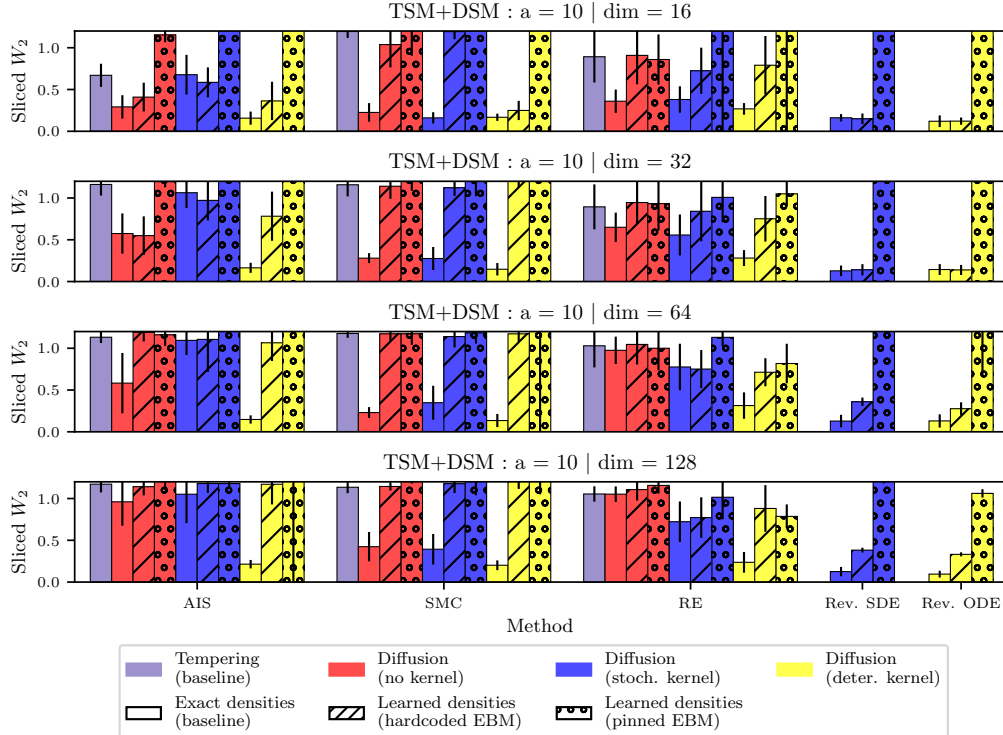 TSM+DSM : a = 10 | dim = 16
Sliced W2
1.0
0.5
0.0
TSM+DSM : a = 10 | dim = 32
Sliced W2
1.0
0.5
0.0
TSM+DSM : a = 10 | dim = 64
Sliced W2
1.0
0.5
0.0
TSM+DSM : a = 10 | dim = 128
Sliced W2
1.0
0.5
0.0
AIS SMC RE Rev. SDE Rev. ODE
Method
Tempering Diffusion Diffusion Diffusion
(baseline) (no kernel) (stoch. kernel) (deter. kernel)
Exact densities Learned densities Learned densities
(baseline) (hardcoded EBM) (pinned EBM)